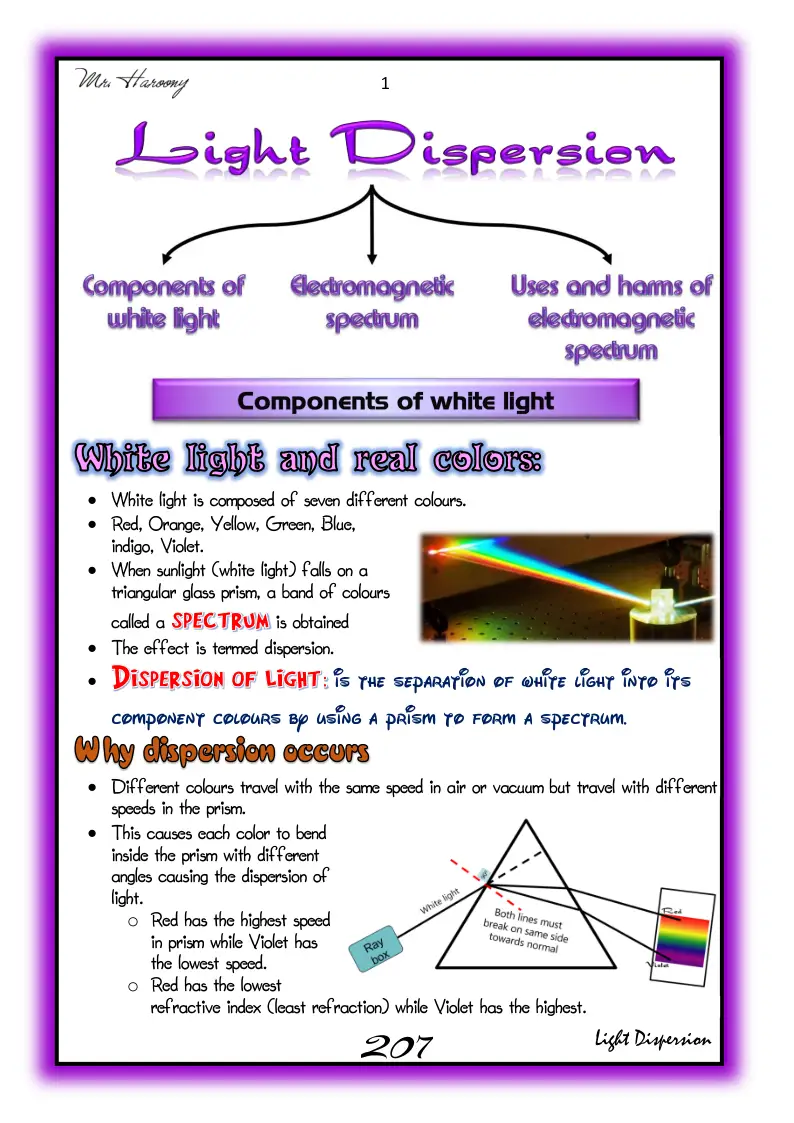 Mr. Haroony
1
Light Dispersion
Components of
white light
Electromagnetic
spectrum
Uses and harms of
electromagnetic
spectrum
Components of white light
White light and real colors:
• White light is composed of seven different colours.
• Red, Orange, Yellow, Green, Blue,
indigo, Violet.
• When sunlight (white light) falls on a
triangular glass prism, a band of colours
called a SPECTRUM is obtained
• The effect is termed dispersion.
• Dispersion of light: is the separation of white light into its
component colours by using a prism to form a spectrum.
Why dispersion occurs
• Different colours travel with the same speed in air or vacuum but travel with different
speeds in the prism.
• This causes each color to bend
inside the prism with different
angles causing the dispersion of
light.
o Red has the highest speed
in prism while Violet has
the lowest speed.
o Red has the lowest
refractive index (least refraction) while Violet has the highest.
White light
Ray
box
Both lines must
break on same side
towards normal
Red
Violet
207
Light Dispersion